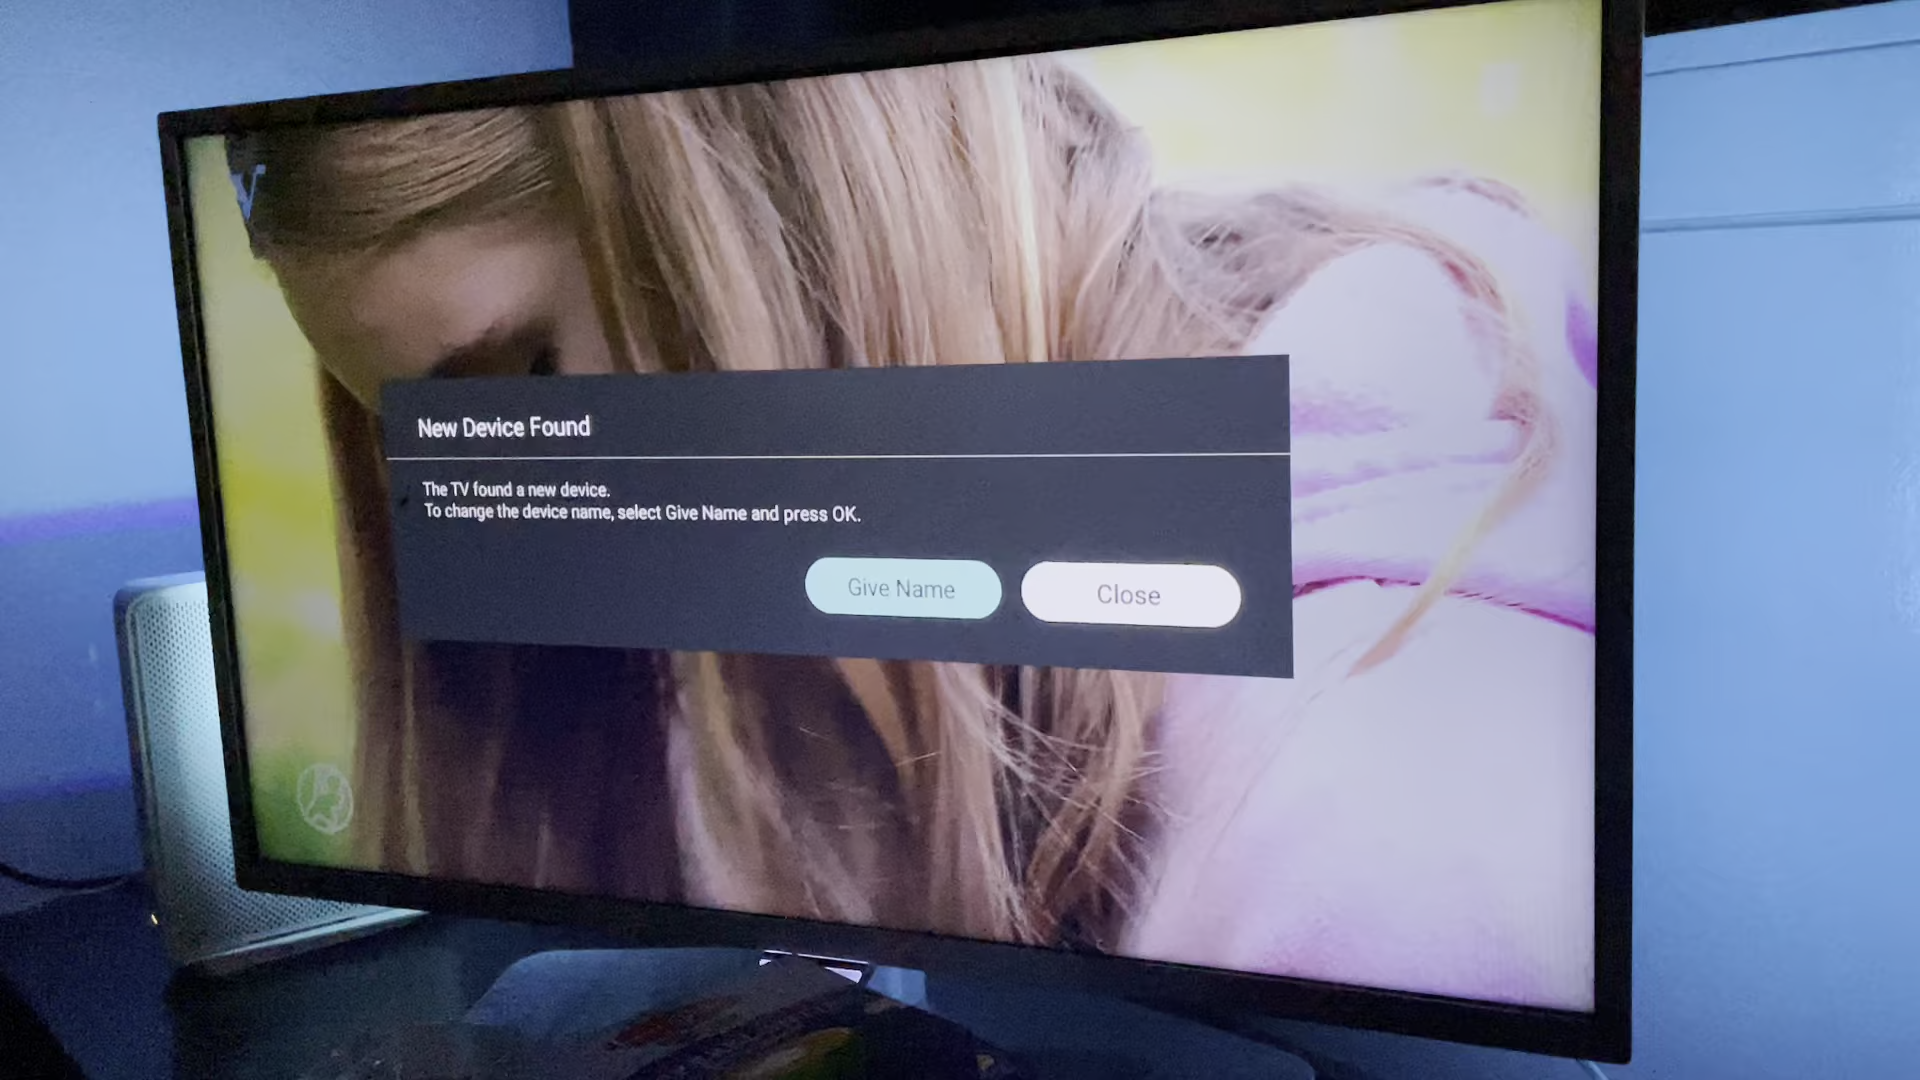 V
New Device Found
The TV found a new device.
To change the device name, select Give Name and press OK.
Give Name
Close